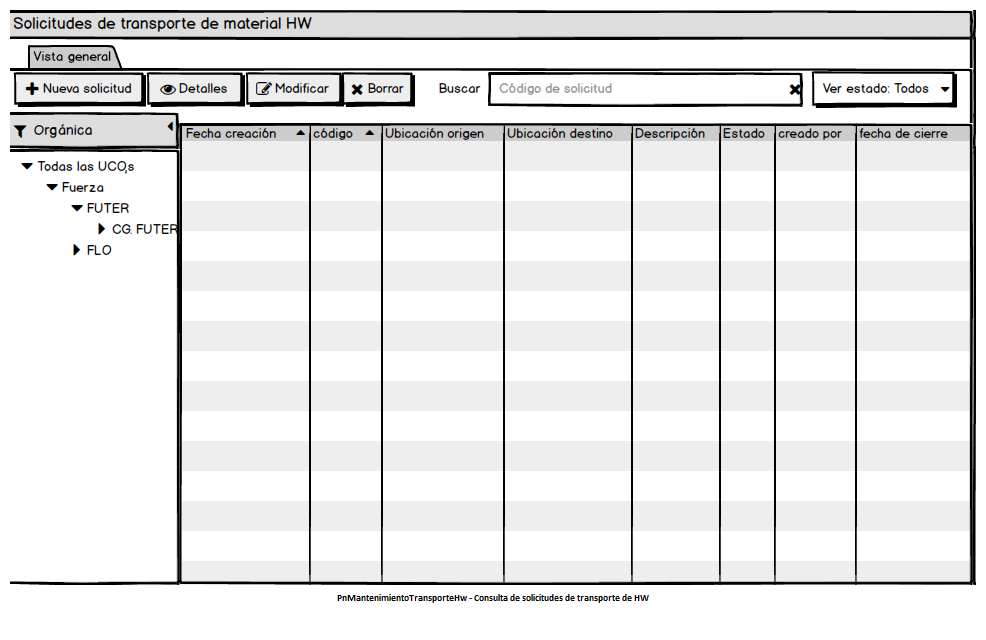 Solicitudes de transporte de material HW
Vista general
Nueva solicitud Detalles Modificar Borrar Buscar Código de solicitud Ver estado: Todos
Orgánica
Fecha creación código Ubicación origen Ubicación destino Descripción Estado creado por fecha de cierre
Todas las UCO,s
Fuerza
FUTER
CG. FUTER
FLO
PnMantenimientoTransporteHw - Consulta de solicitudes de transporte de HW